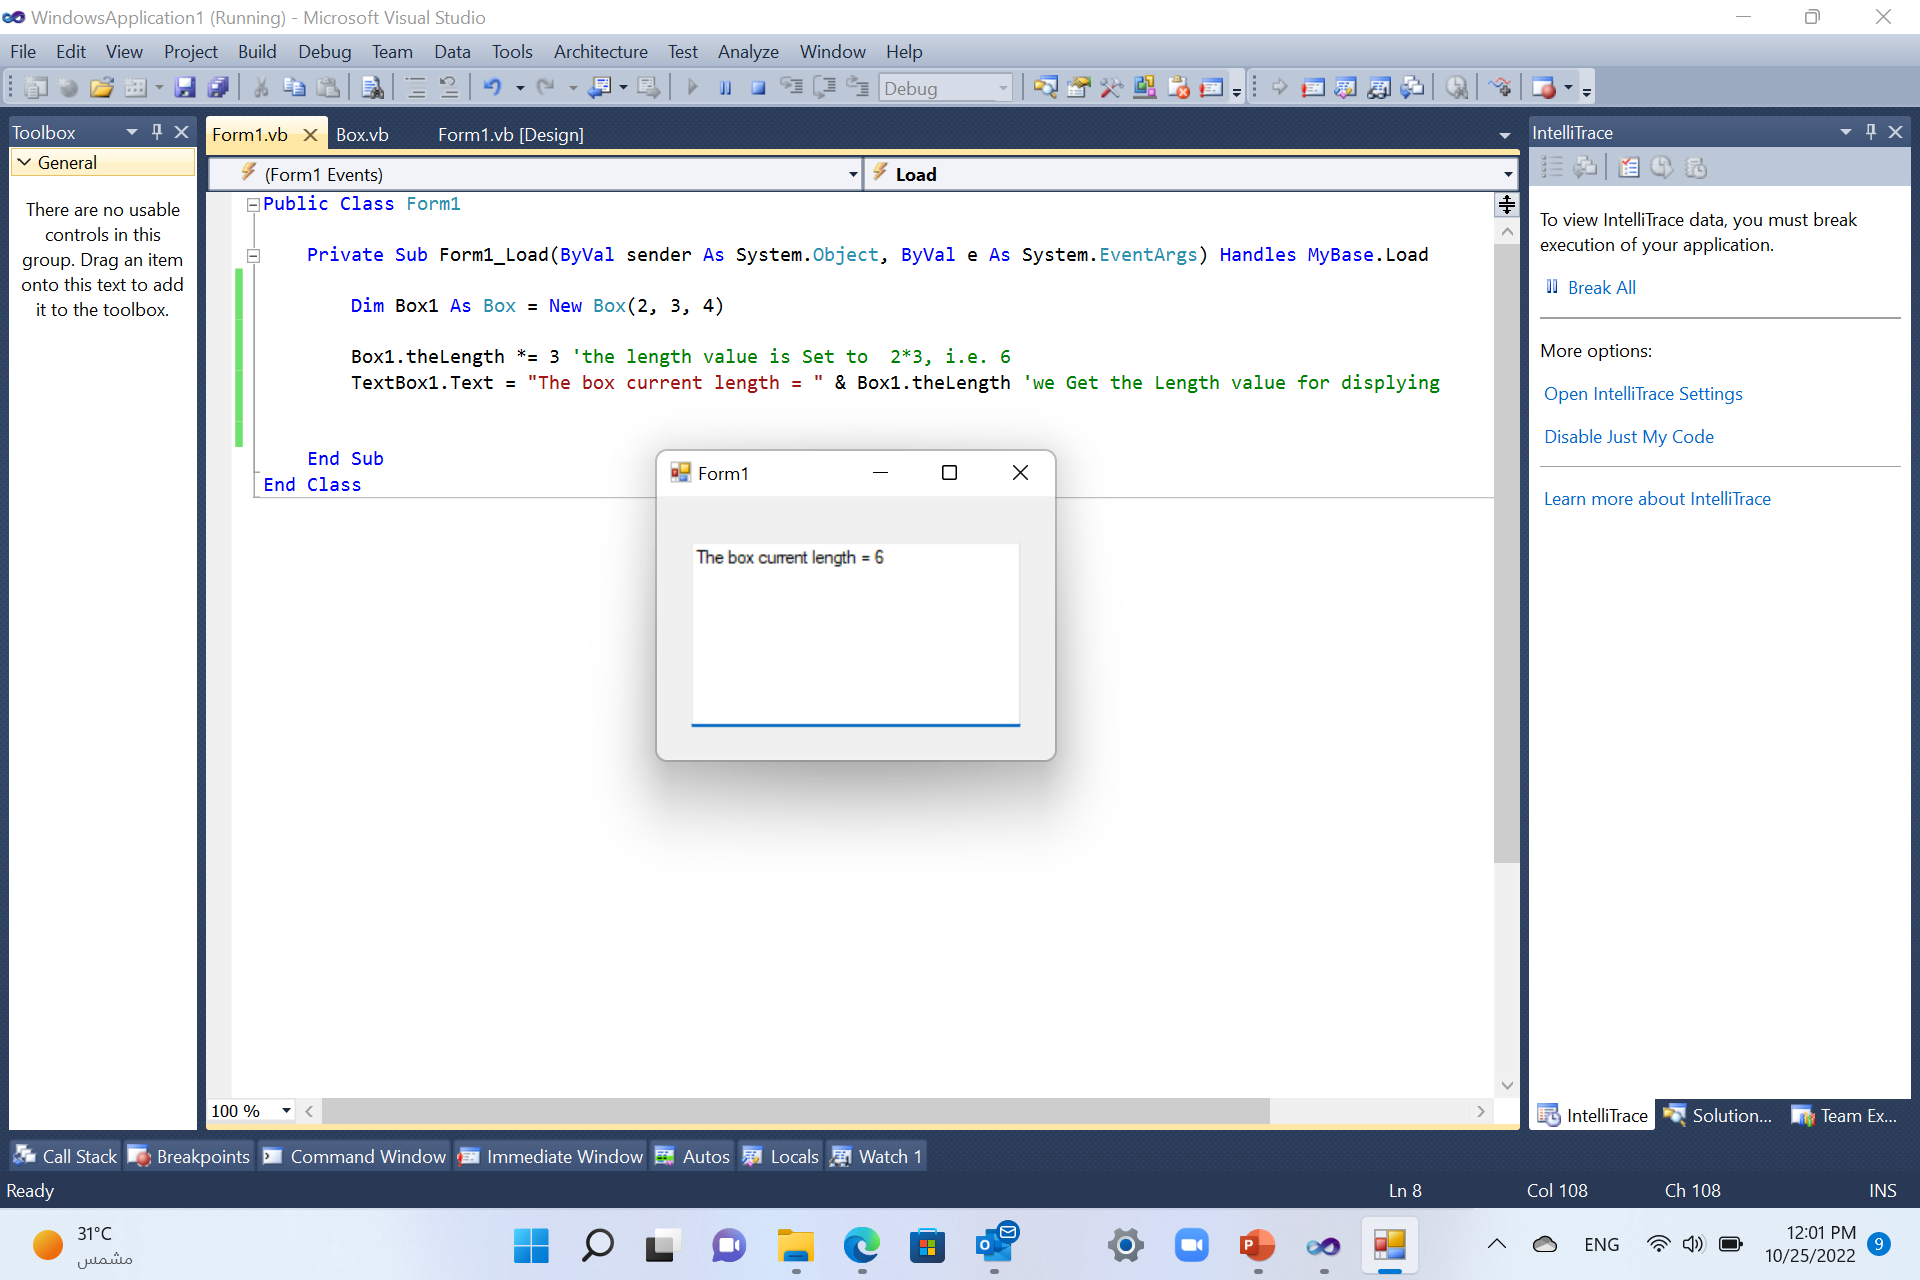 WindowsApplication1 (Running) - Microsoft Visual Studio
File Edit View Project Build Debug Team Data Tools Architecture Test Analyze Window Help
Debug
Toolbox
General
There are no usable
controls in this
group. Drag an item
onto this text to add
it to the toolbox.
Form1.vb Box.vb Form1.vb [Design]
(Form1 Events) Load
Public Class Form1
Private Sub Form1_Load(ByVal sender As System.Object, ByVal e As System.EventArgs) Handles MyBase.Load
Dim Box1 As Box = New Box(2, 3, 4)
Box1.theLength *= 3 'the length value is Set to  2*3, i.e. 6
TextBox1.Text = "The box current length = " & Box1.theLength 'we Get the Length value for displying
End Sub
End Class
Form1
The box current length = 6
100 %
IntelliTrace
To view IntelliTrace data, you must break
execution of your application.
Break All
More options:
Open IntelliTrace Settings
Disable Just My Code
Learn more about IntelliTrace
IntelliTrace Solution... Team Ex...
Call Stack Breakpoints Command Window Immediate Window Autos Locals Watch 1
Ready Ln 8 Col 108 Ch 108 INS
31°C
مشمس
ENG
12:01 PM
10/25/2022
9